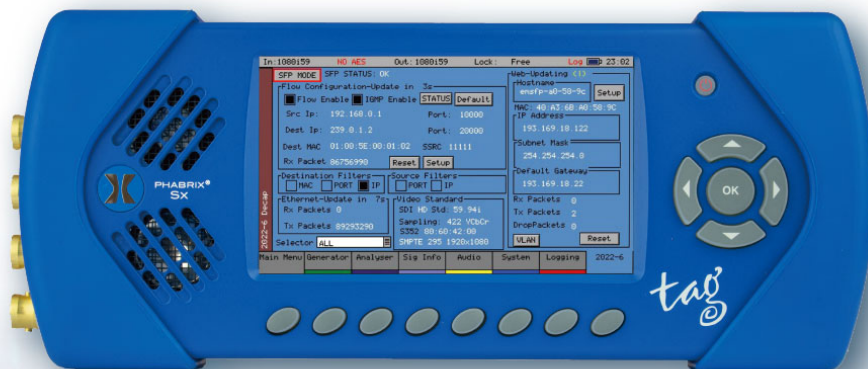 In:1080i59 NO AES Out:1080i59 Lock: Free Log 23:02
SFP MODE SFP STATUS: OK
Flow Configuration-Update in 3s
Flow Enable IGMP Enable STATUS Default
Src Ip: 192.168.0.1 Port: 10000
Dest Ip: 239.0.1.2 Port: 20000
Dest MAC 01:00:5E:00:01:02 SSRC 11111
Rx Packet 86756990 Reset Setup
Destination Filters
MAC PORT IP
Source Filters
PORT IP
Ethernet-Update in 7s
Rx Packets 0
Tx Packets 89293290
Selector ALL
Video Standard
SDI HD Std: 59.94i
Sampling: 422 YCbCr
S352 80:60:42:00
SMPTE 295 1920x1080
Web-Updating
Hostname
emsfp-a0-58-9c Setup
MAC: 40:A3:6B:A0:58:9C
IP Address
193.169.18.122
Subnet Mask
254.254.254.0
Default Gateway
193.169.18.22
Rx Packets 0
Tx Packets 2
DropPackets 0
VLAN Reset
2022-6 Decap
Main Menu Generator Analyser Sig Info Audio System Logging 2022-6
PHABRIX®
Sx
OK
tag